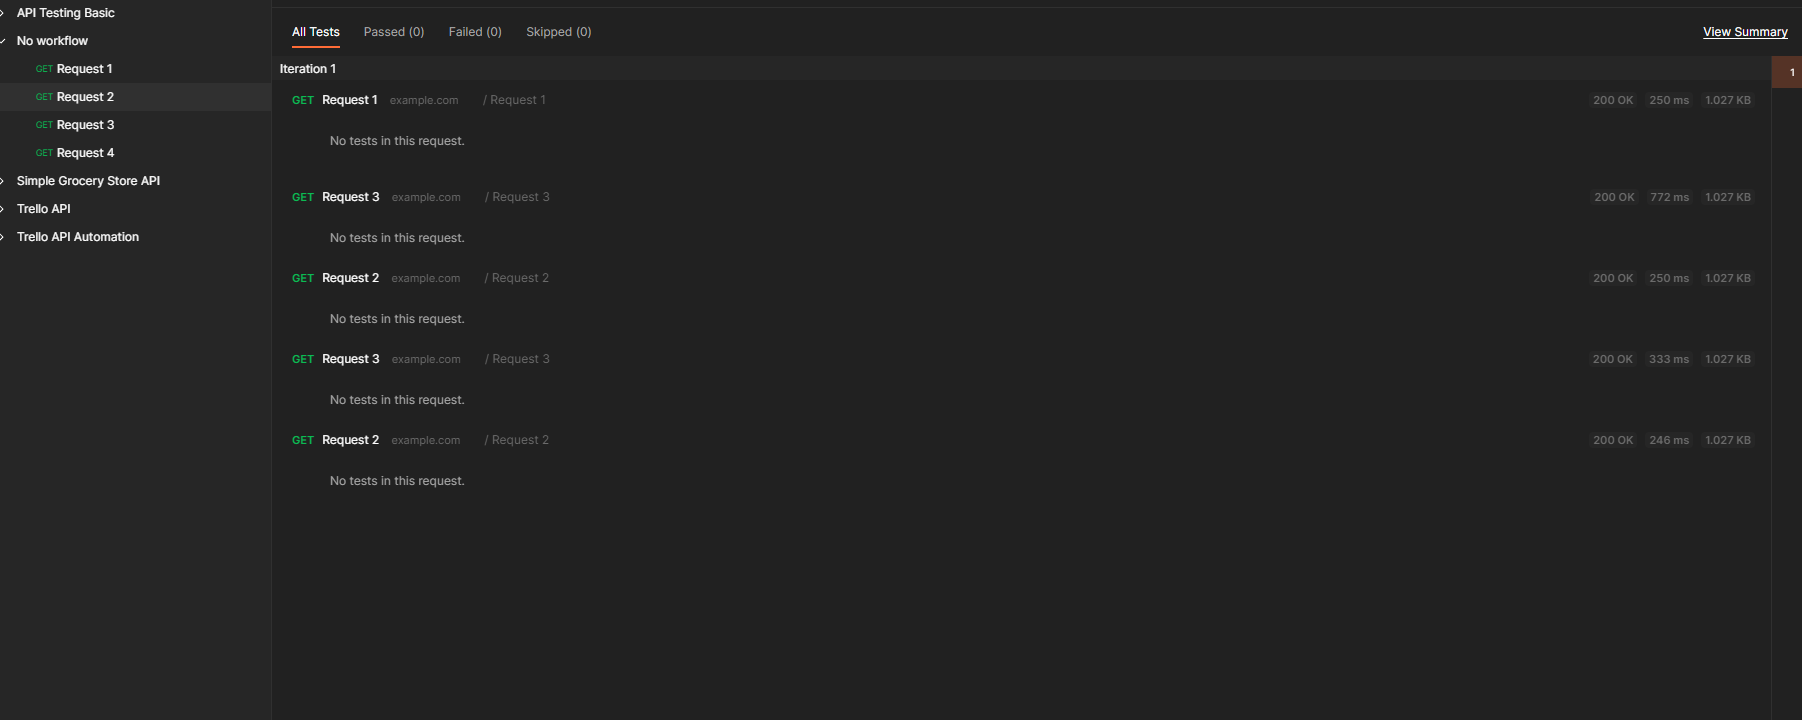 API Testing Basic
No workflow
GET Request 1
GET Request 2
GET Request 3
GET Request 4
Simple Grocery Store API
Trello API
Trello API Automation
All Tests Passed (0) Failed (0) Skipped (0) View Summary
Iteration 1
1
GET Request 1 example.com / Request 1 200 OK 250 ms 1.027 KB
No tests in this request.
GET Request 3 example.com / Request 3 200 OK 772 ms 1.027 KB
No tests in this request.
GET Request 2 example.com / Request 2 200 OK 250 ms 1.027 KB
No tests in this request.
GET Request 3 example.com / Request 3 200 OK 333 ms 1.027 KB
No tests in this request.
GET Request 2 example.com / Request 2 200 OK 246 ms 1.027 KB
No tests in this request.